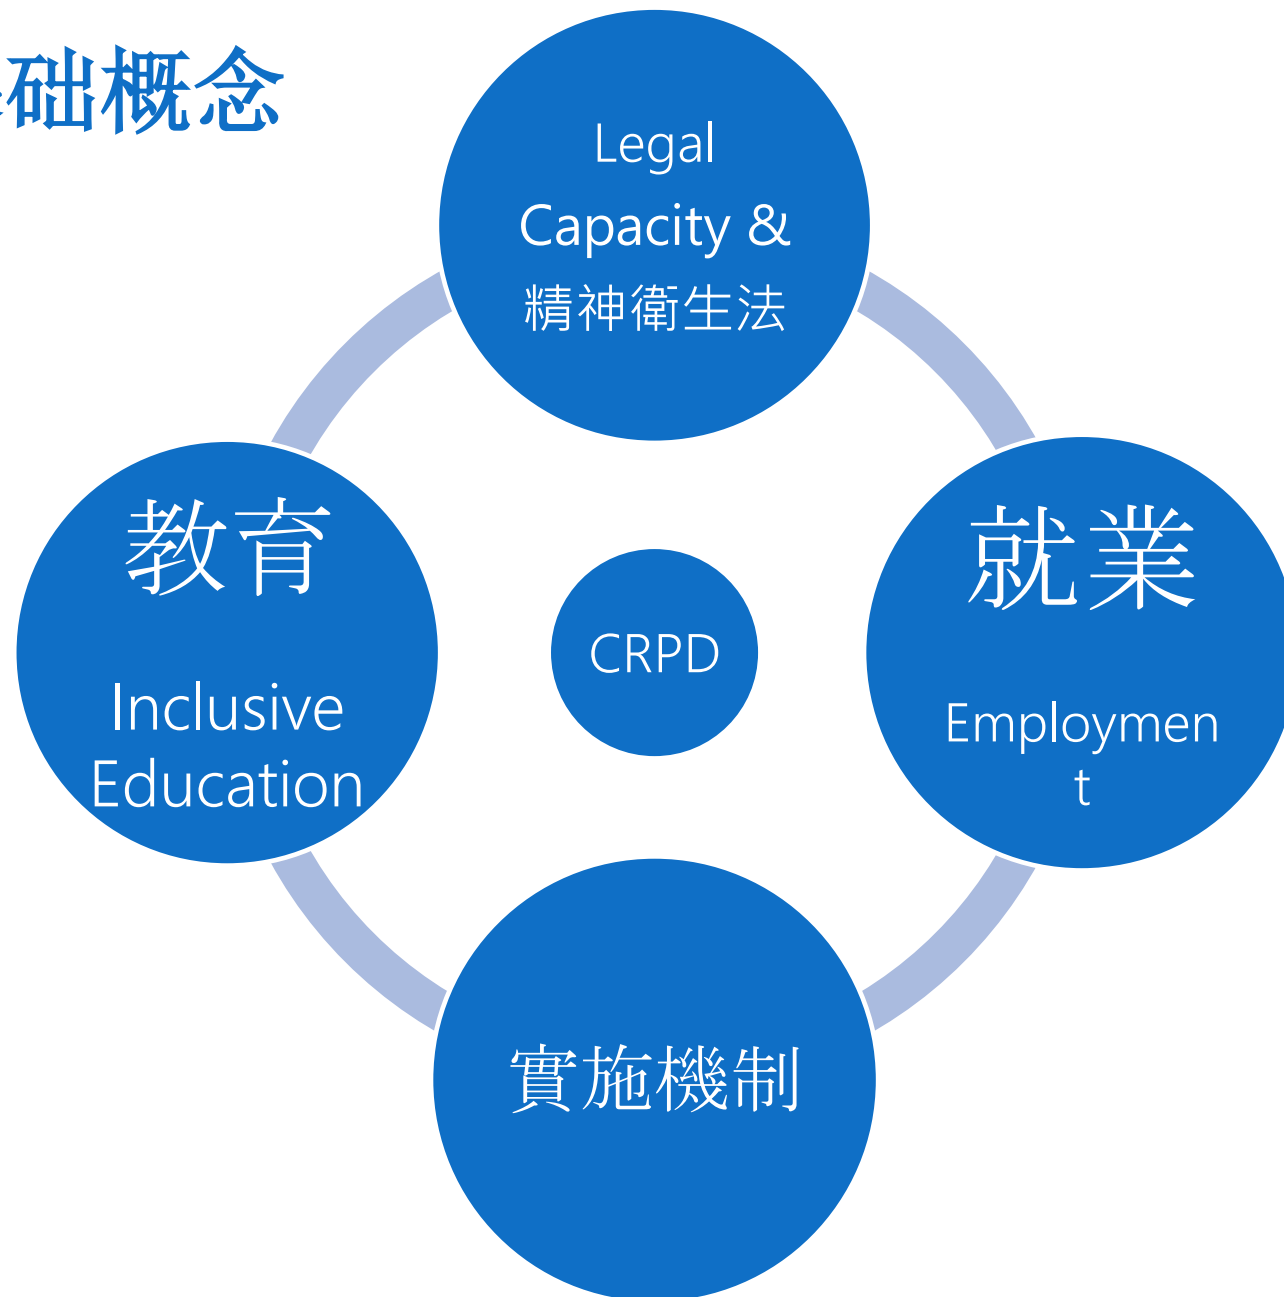 础概念
Legal
Capacity &
精神衛生法
教育
Inclusive
Education
CRPD
就業
Employmen
t
實施機制